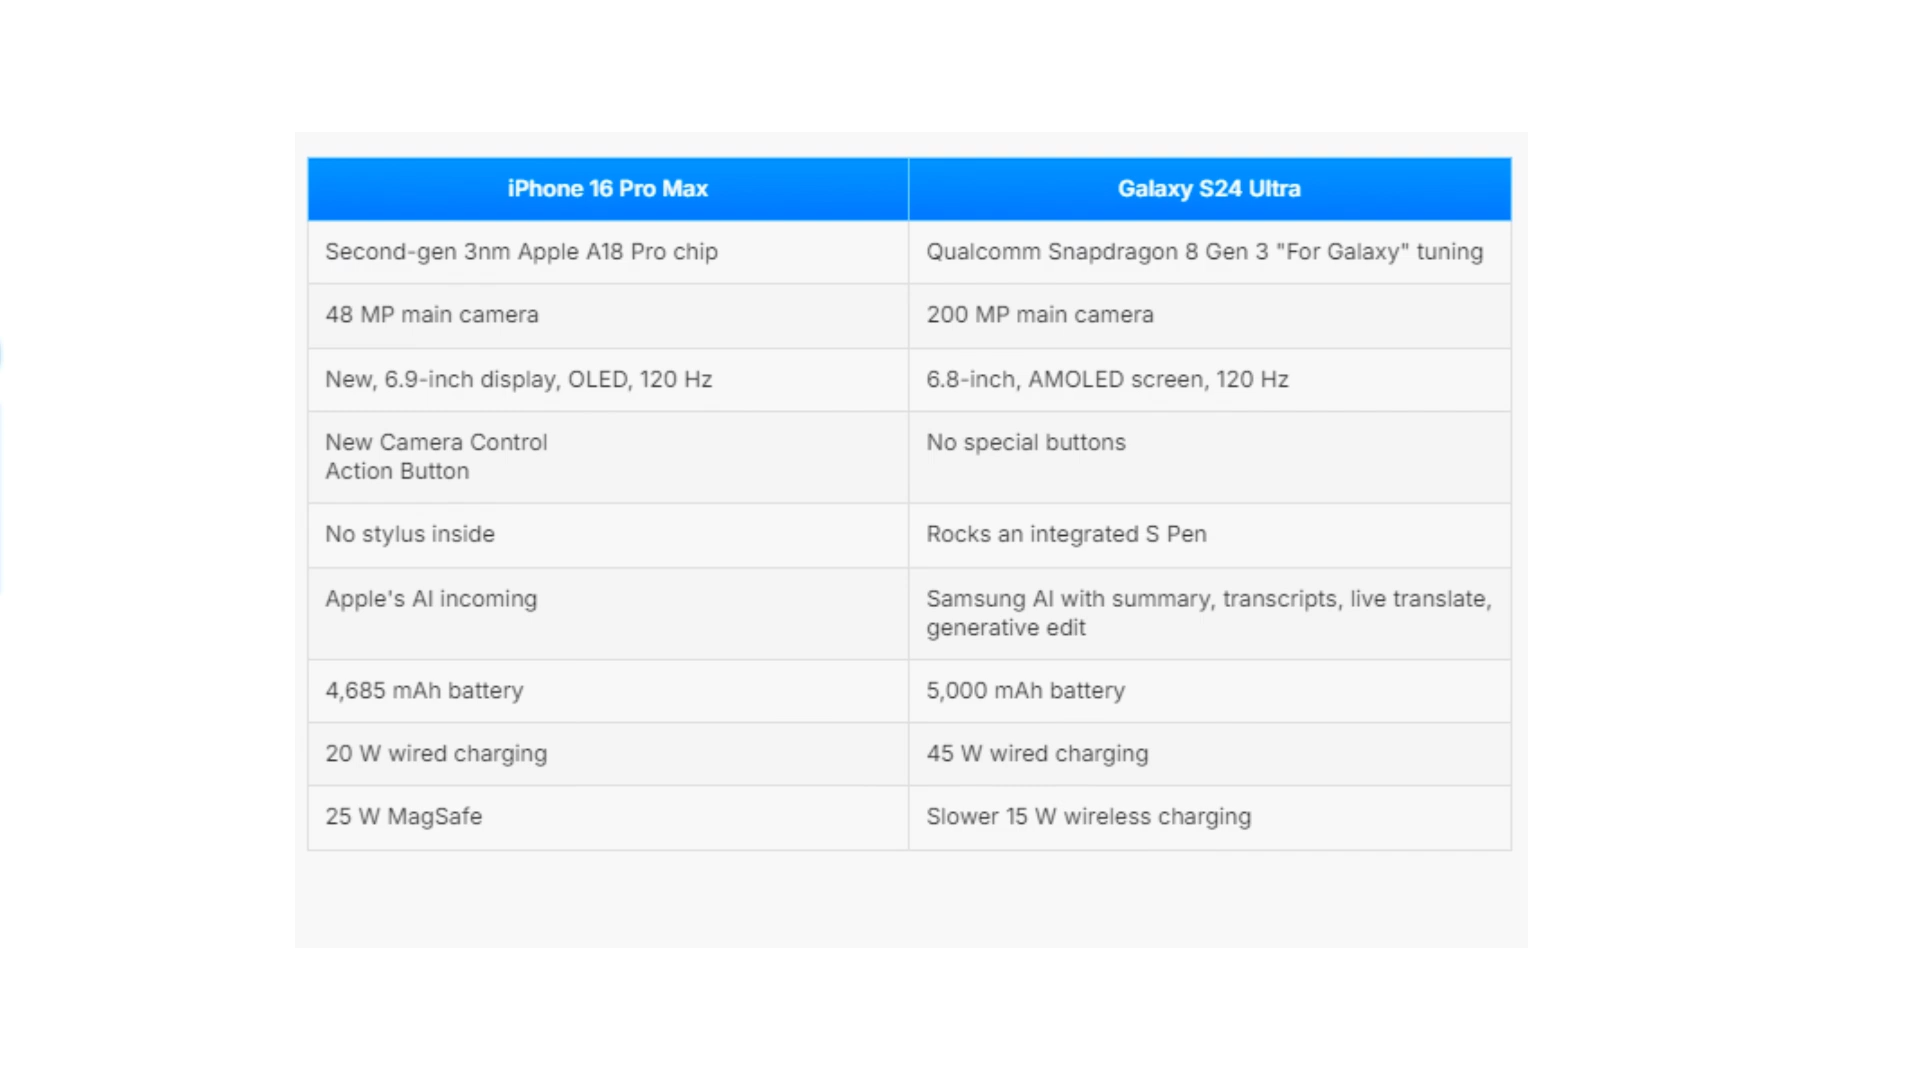 iPhone 16 Pro Max
Galaxy S24 Ultra
Second-gen 3nm Apple A18 Pro chip
Qualcomm Snapdragon 8 Gen 3 "For Galaxy" tuning
48 MP main camera
200 MP main camera
New, 6.9-inch display, OLED, 120 Hz
6.8-inch, AMOLED screen, 120 Hz
New Camera Control
Action Button
No special buttons
No stylus inside
Rocks an integrated S Pen
Apple's AI incoming
Samsung AI with summary, transcripts, live translate,
generative edit
4,685 mAh battery
5,000 mAh battery
20 W wired charging
45 W wired charging
25 W MagSafe
Slower 15 W wireless charging